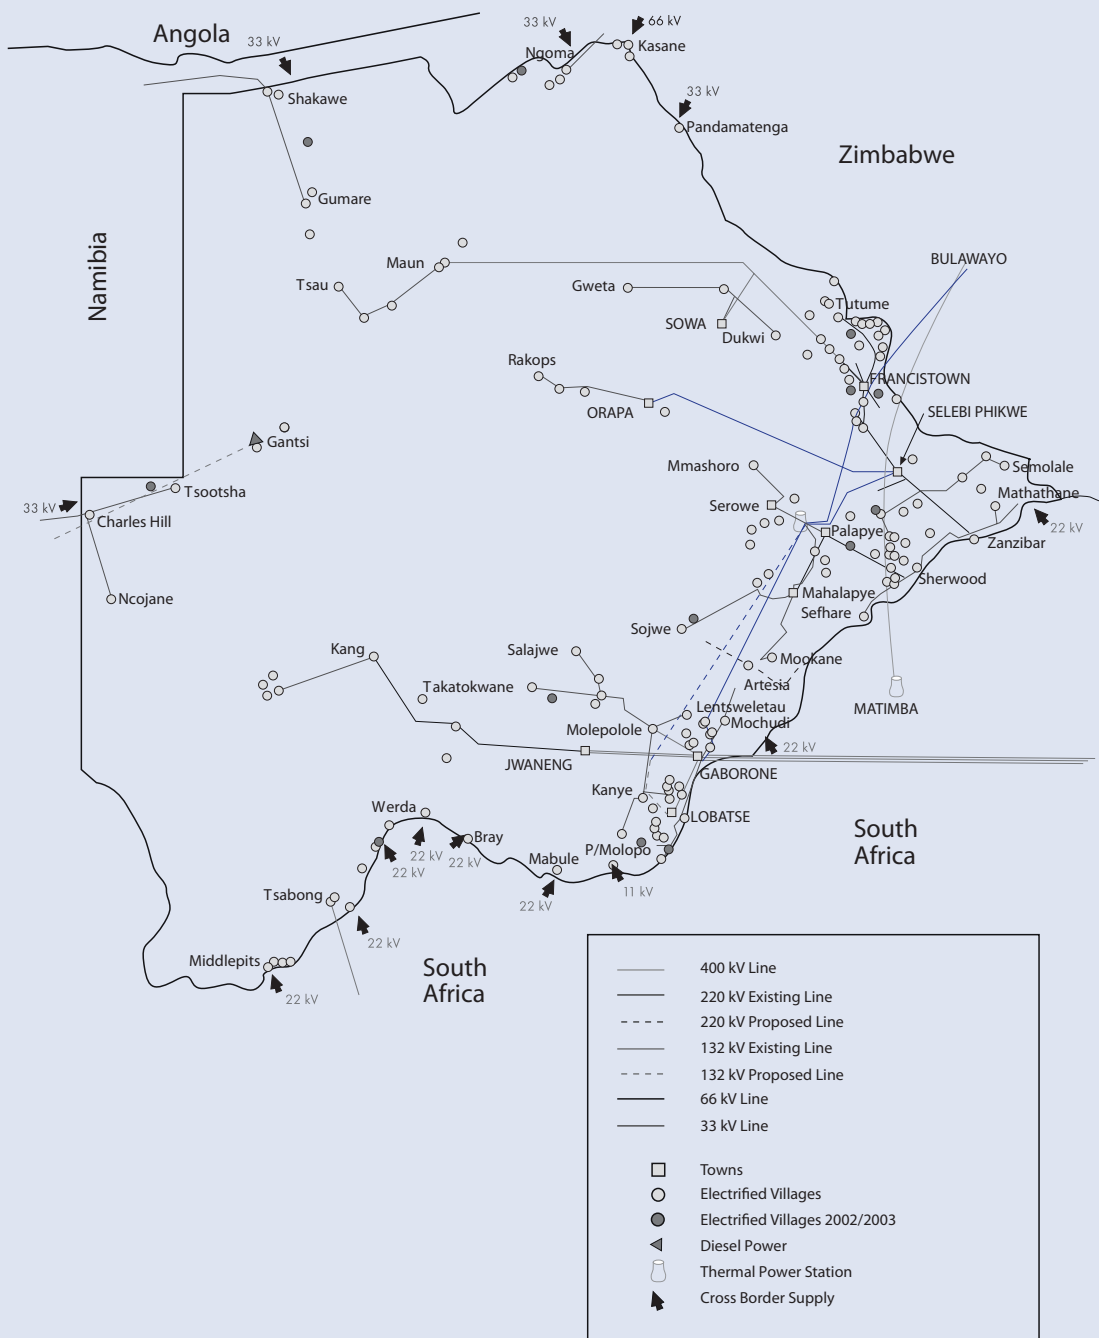 Angola
33 kV
33 kV
66 kV
Ngoma
Kasane
Shakawe
33 kV
Pandamatenga
Zimbabwe
Gumare
Namibia
Maun
BULAWAYO
Tsau
Gweta
Tutume
SOWA
Dukwi
Rakops
FRANCISTOWN
ORAPA
SELEBI PHIKWE
Gantsi
Mmashoro
Semolale
Tsootsha
Mathathane
33 kV
Serowe
Charles Hill
Palapye
22 kV
Zanzibar
Ncojane
Sherwood
Mahalapye
Sefhare
Sojwe
Kang
Salajwe
Mookane
Takatokwane
Artesia
Lentsweletau
MATIMBA
Molepolole
Mochudi
22 kV
JWANENG
GABORONE
Kanye
Werda
LOBATSE
South
Africa
Bray
22 kV
22 kV
P/Molopo
Mabule
22 kV
11 kV
Tsabong
22 kV
22 kV
Middlepits
South
Africa
22 kV
400 kV Line
220 kV Existing Line
220 kV Proposed Line
132 kV Existing Line
132 kV Proposed Line
66 kV Line
33 kV Line
Towns
Electrified Villages
Electrified Villages 2002/2003
Diesel Power
Thermal Power Station
Cross Border Supply